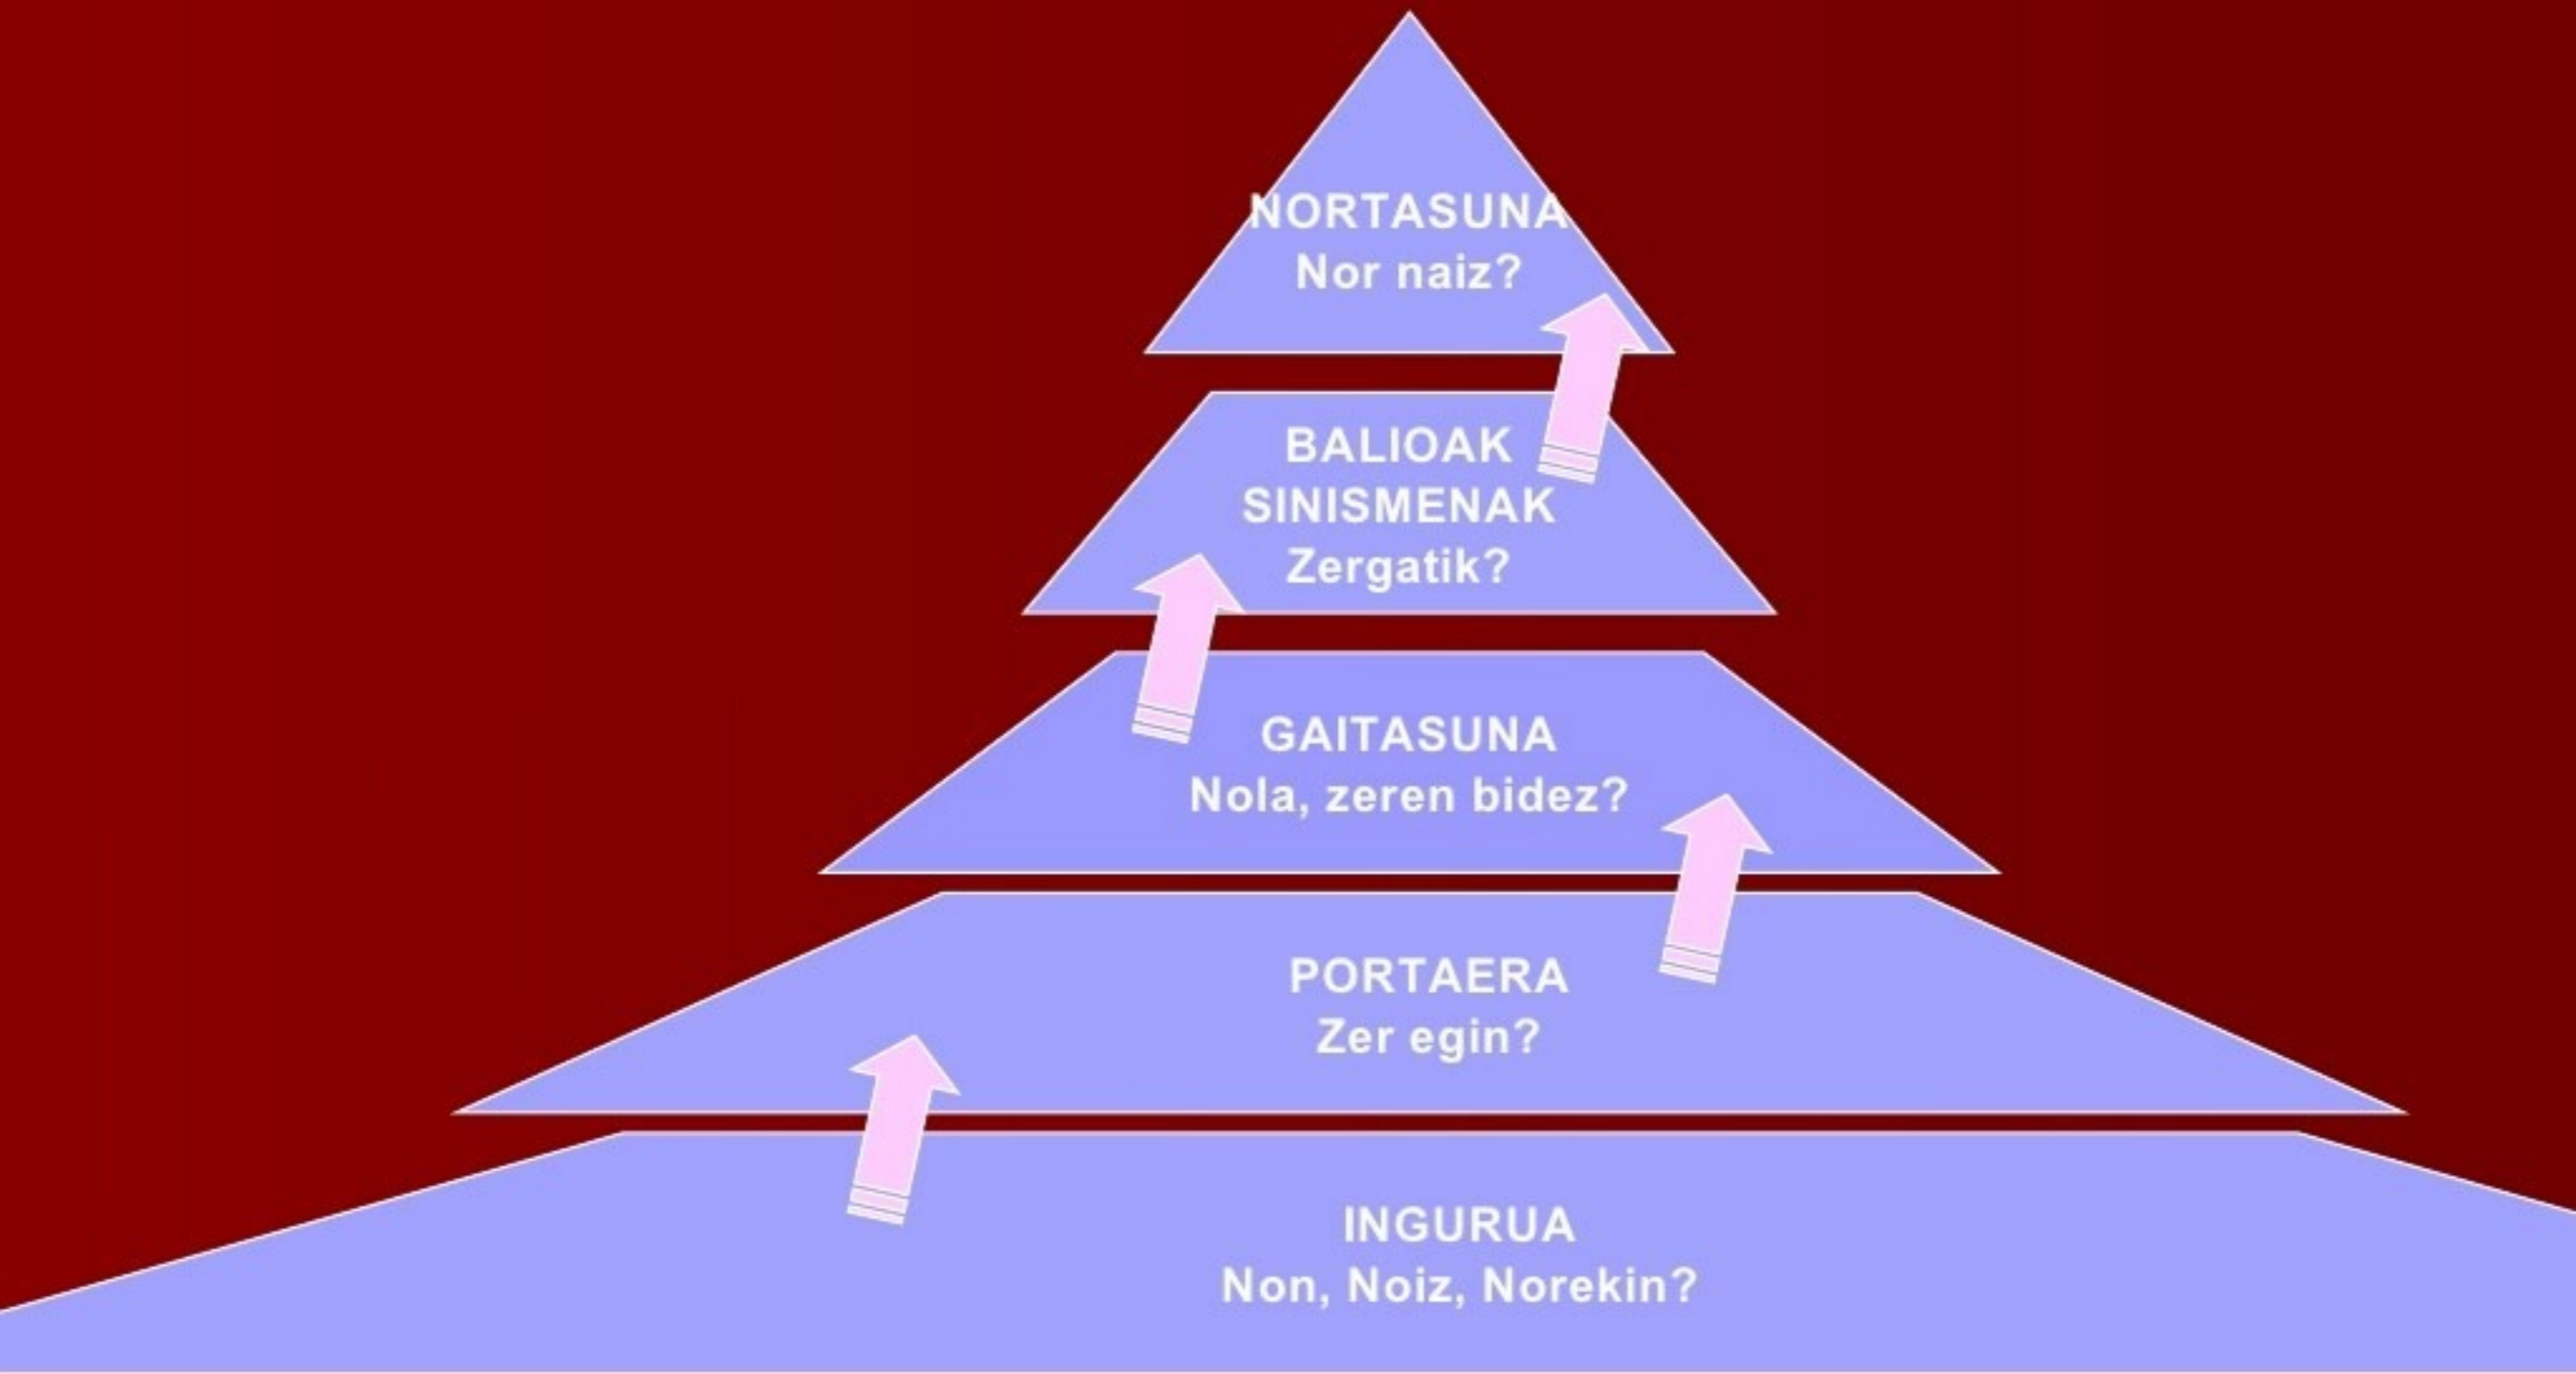 NORTASUNA
Nor naiz?
BALIOAK
SINISMENAK
Zergatik?
GAITASUNA
Nola, zeren bidez?
PORTAERA
Zer egin?
INGURUA
Non, Noiz, Norekin?